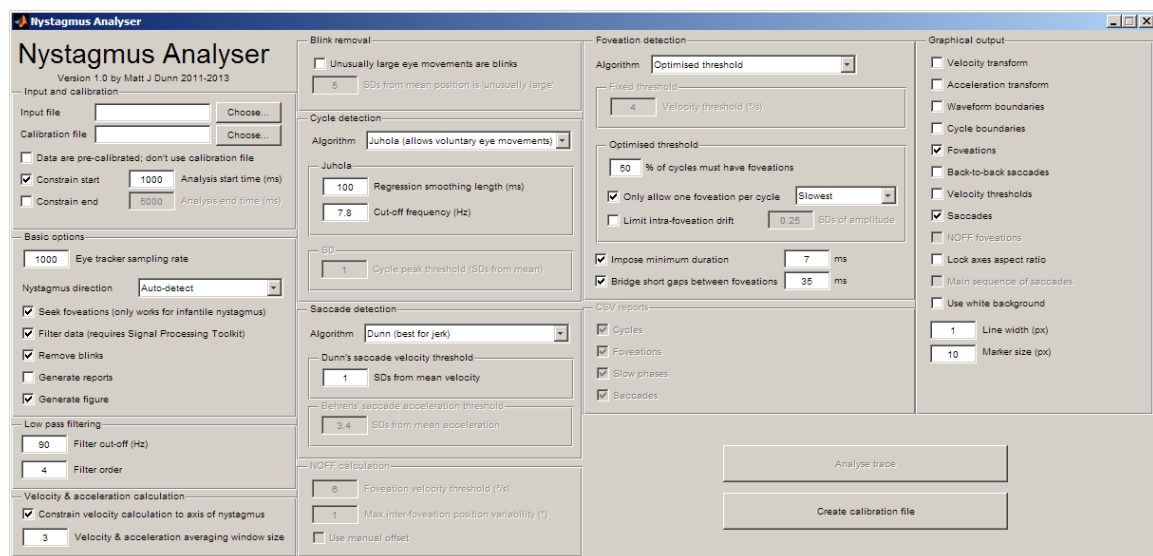 Nystagmus Analyser
Nystagmus Analyser
Version 1.0 by Matt J Dunn 2011-2013
Input and calibration
Input file Choose...
Calibration file Choose...
Data are pre-calibrated; don't use calibration file
Constrain start 1000 Analysis start time (ms)
Constrain end 5000 Analysis end time (ms)
Basic options
1000 Eye tracker sampling rate
Nystagmus direction Auto-detect
Seek foveations (only works for infantile nystagmus)
Filter data (requires Signal Processing Toolkit)
Remove blinks
Generate reports
Generate figure
Low pass filtering
90 Filter cut-off (Hz)
4 Filter order
Velocity & acceleration calculation
Constrain velocity calculation to axis of nystagmus
3 Velocity & acceleration averaging window size
Blink removal
Unusually large eye movements are blinks
5 SDs from mean position is 'unusually large'
Cycle detection
Algorithm Juhola (allows voluntary eye movements)
Juhola
100 Regression smoothing length (ms)
7.8 Cut-off frequency (Hz)
SD
1 Cycle peak threshold (SDs from mean)
Saccade detection
Algorithm Dunn (best for jerk)
Dunn's saccade velocity threshold
1 SDs from mean velocity
Behrens' saccade acceleration threshold
3.4 SDs from mean acceleration
NOFF calculation
6 Foveation velocity threshold (°/s)
1 Max inter-foveation position variability (°)
Use manual offset
Foveation detection
Algorithm Optimised threshold
Fixed threshold
4 Velocity threshold (°/s)
Optimised threshold
50 % of cycles must have foveations
Only allow one foveation per cycle Slowest
Limit intra-foveation drift 0.25 SDs of amplitude
Impose minimum duration 7 ms
Bridge short gaps between foveations 35 ms
CSV reports
Cycles
Foveations
Slow phases
Saccades
Graphical output
Velocity transform
Acceleration transform
Waveform boundaries
Cycle boundaries
Foveations
Back-to-back saccades
Velocity thresholds
Saccades
NOFF foveations
Lock axes aspect ratio
Main sequence of saccades
Use white background
1 Line width (px)
10 Marker size (px)
Analyse trace
Create calibration file